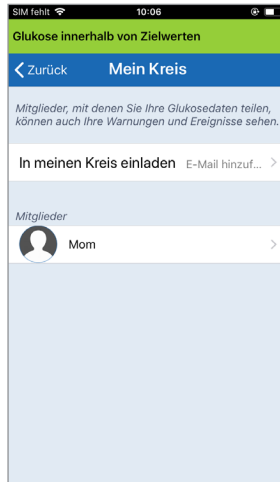 SIM fehlt 10:06
Glukose innerhalb von Zielwerten
Zurück Mein Kreis
Mitglieder, mit denen Sie Ihre Glukosedaten teilen,
können auch Ihre Warnungen und Ereignisse sehen.
In meinen Kreis einladen E-Mail hinzuf...
Mitglieder
Mom